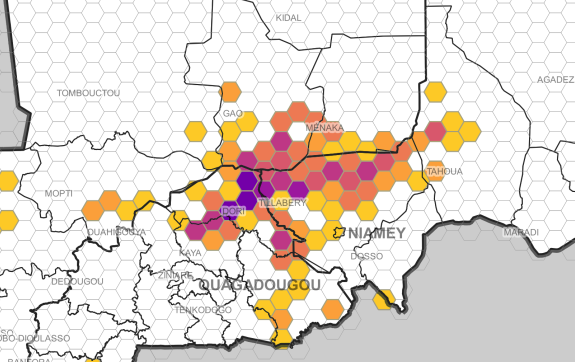 KIDAL
AGADEZ
TOMBOUCTOU
GAO
MENAKA
TAHOUA
MOPTI
TILLABERY
DORI
OUAHIGOUYA
NIAMEY
MARADI
KAYA
DOSSO
ZINIARE
DEDOUGOU
OUAGADOUGOU
TENKODOGO
SO
BO-DIOULASSO
BANFORA